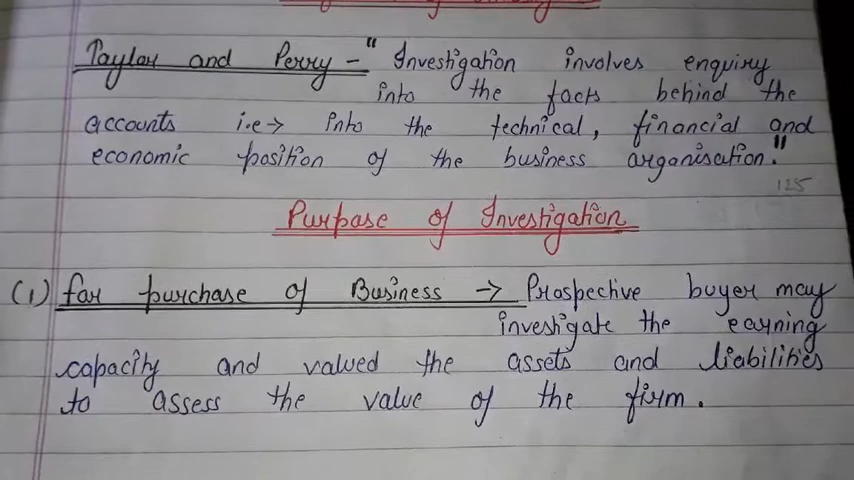 Taylor and Perry - " Investigation involves enquiry
into the facts behind the
accounts i.e → into the technical, financial and
economic position of the business organisation."
125
Purpose of Investigation
(1) for purchase of Business → Prospective buyer may
investigate the earning
capacity and valued the assets and liabilities
to assess the value of the firm.